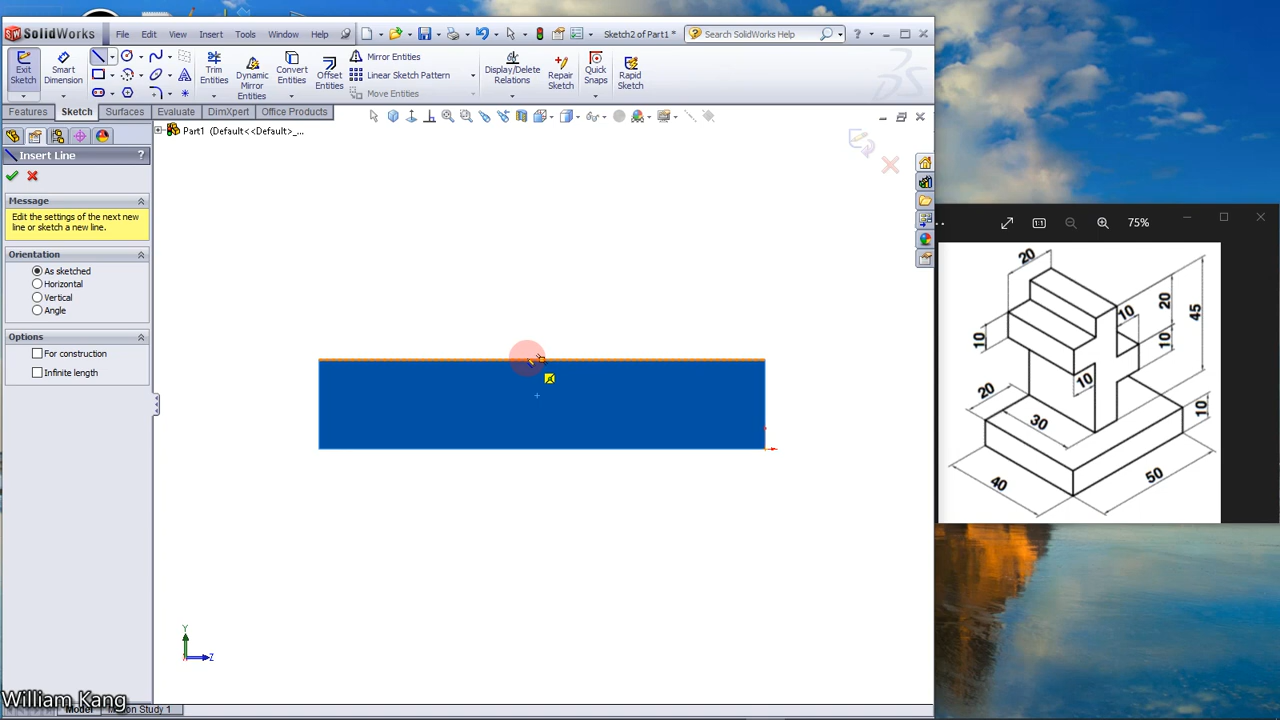 SolidWorks
File Edit View Insert Tools Window Help
Sketch2 of Part1 *
Search SolidWorks Help
Exit Sketch
Smart Dimension
Trim Entities
Dynamic Mirror Entities
Convert Entities
Offset Entities
Mirror Entities
Linear Sketch Pattern
Move Entities
Display/Delete Relations
Repair Sketch
Quick Snaps
Rapid Sketch
Features Sketch Surfaces Evaluate DimXpert Office Products
Part1 (Default<<Default>_...
Insert Line ?
Message
Edit the settings of the next new
line or sketch a new line.
Orientation
As sketched
Horizontal
Vertical
Angle
Options
For construction
Infinite length
75%
20
20
45
10
10
10
10
20
30
10
40
50
Y
Z
William Kang
Model Motion Study 1